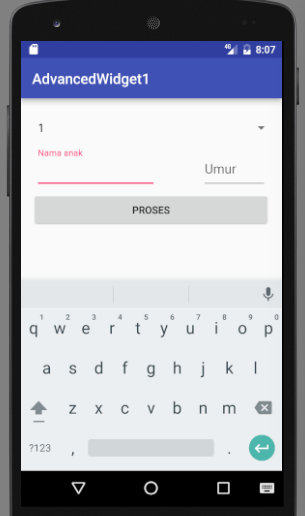 4G 8:07
AdvancedWidget1
1
Nama anak
Umur
PROSES
1 2 3 4 5 6 7 8 9 0
q w e r t y u i o p
a s d f g h j k l
z x c v b n m
?123 , .